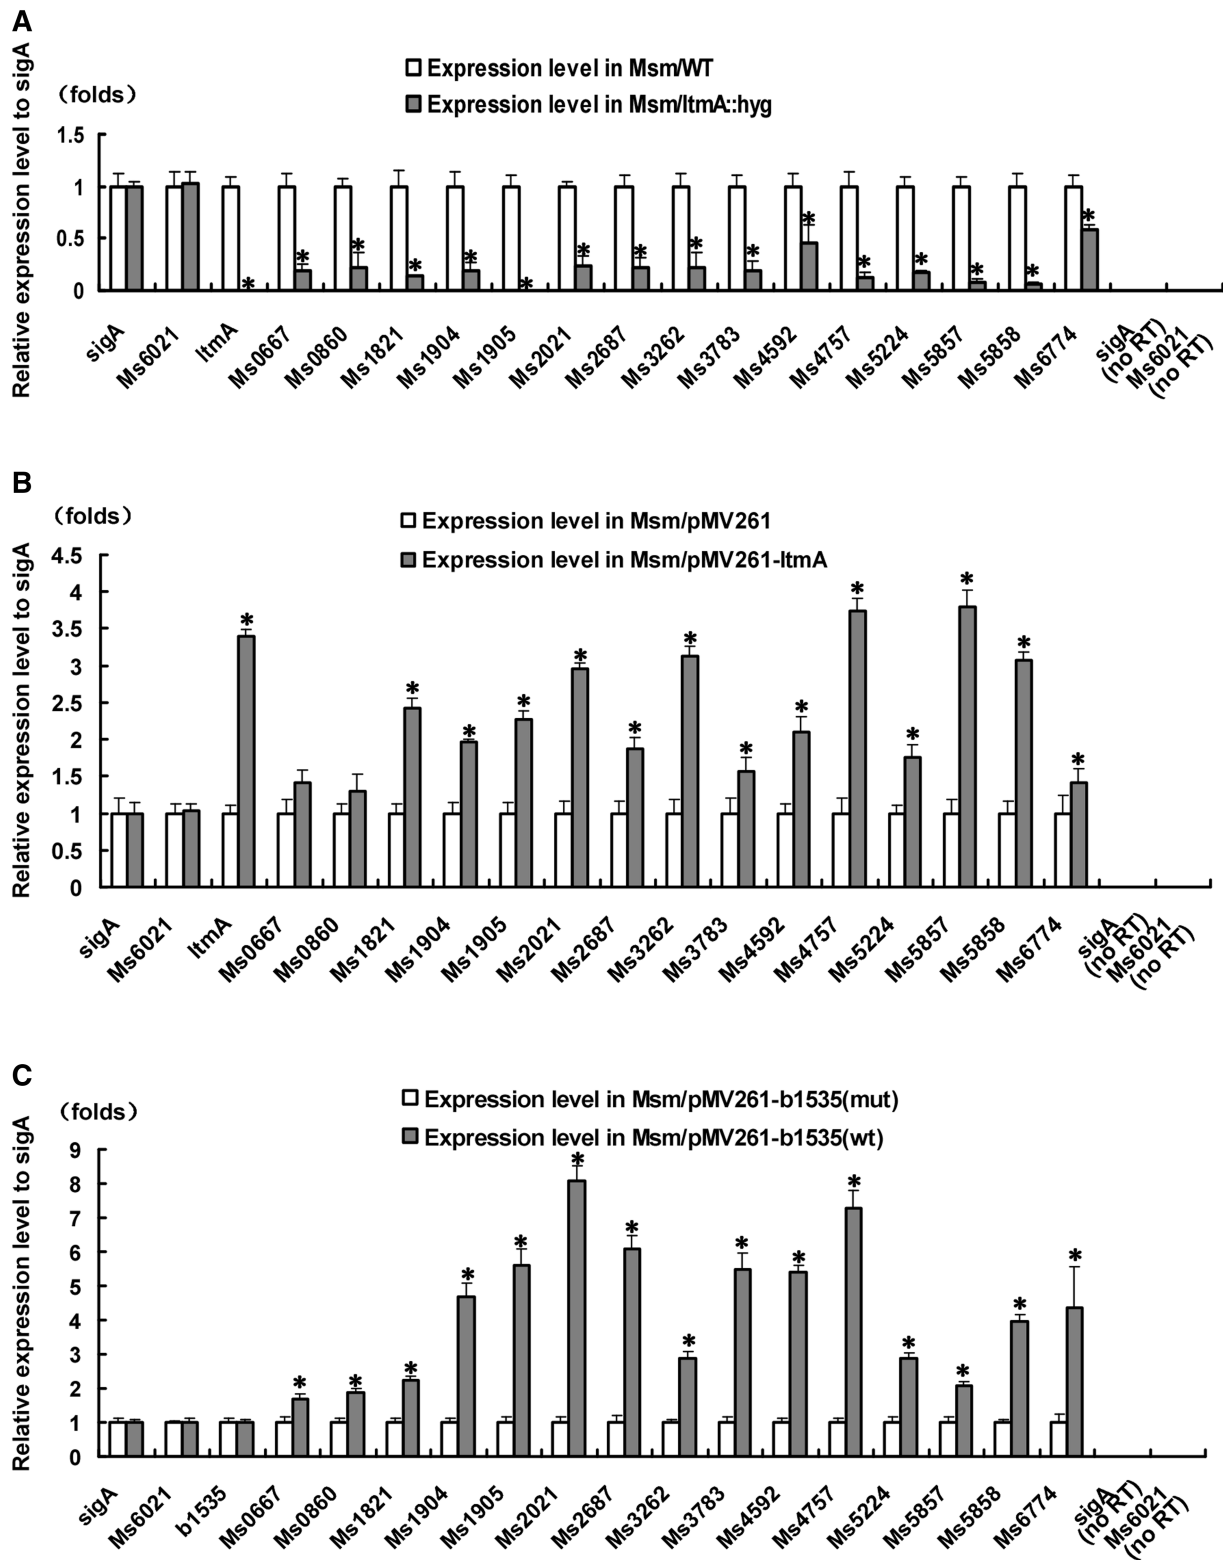 A
Relative expression level to sigA
(folds)
Expression level in Msm/WT
Expression level in Msm/ltmA::hyg
1.5
1
0.5
0
* * * * * * * * * * * * * * * *
sigA Ms6021 ltmA Ms0667 Ms0860 Ms1821 Ms1904 Ms1905 Ms2021 Ms2687 Ms3262 Ms3783 Ms4592 Ms4757 Ms5224 Ms5857 Ms5858 Ms6774 sigA (no RT) Ms6021 (no RT)
B
Relative expression level to sigA
(folds)
Expression level in Msm/pMV261
Expression level in Msm/pMV261-ltmA
4.5
4
3.5
3
2.5
2
1.5
1
0.5
0
* * * * * * * * * * * * * *
sigA Ms6021 ltmA Ms0667 Ms0860 Ms1821 Ms1904 Ms1905 Ms2021 Ms2687 Ms3262 Ms3783 Ms4592 Ms4757 Ms5224 Ms5857 Ms5858 Ms6774 sigA (no RT) Ms6021 (no RT)
C
Relative expression level to sigA
(folds)
Expression level in Msm/pMV261-b1535(mut)
Expression level in Msm/pMV261-b1535(wt)
9
8
7
6
5
4
3
2
1
0
* * * * * * * * * * * * * * *
sigA Ms6021 b1535 Ms0667 Ms0860 Ms1821 Ms1904 Ms1905 Ms2021 Ms2687 Ms3262 Ms3783 Ms4592 Ms4757 Ms5224 Ms5857 Ms5858 Ms6774 sigA (no RT) Ms6021 (no RT)